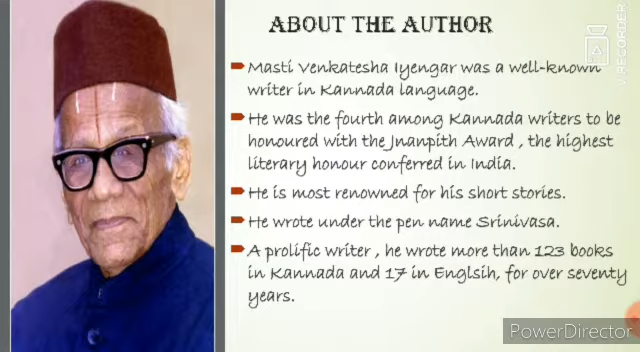 ABOUT THE AUTHOR
Masti Venkatesha Iyengar was a well-known
writer in Kannada language.
He was the fourth among Kannada writers to be
honoured with the Jnanpith Award , the highest
literary honour conferred in India.
He is most renowned for his short stories.
He wrote under the pen name Srinivasa.
A prolific writer , he wrote more than 123 books
in Kannada and 17 in Englsih, for over seventy
years.
V RECORDER
PowerDirector